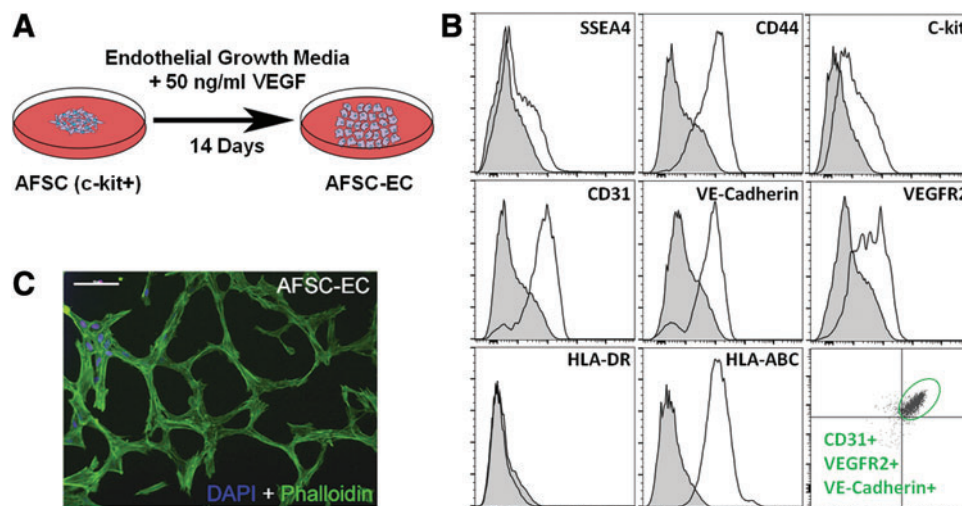 A
Endothelial Growth Media
+ 50 ng/ml VEGF
14 Days
AFSC (c-kit+)
AFSC-EC
B
SSEA4
CD44
C-kit
CD31
VE-Cadherin
VEGFR2
HLA-DR
HLA-ABC
CD31+
VEGFR2+
VE-Cadherin+
C
AFSC-EC
DAPI + Phalloidin